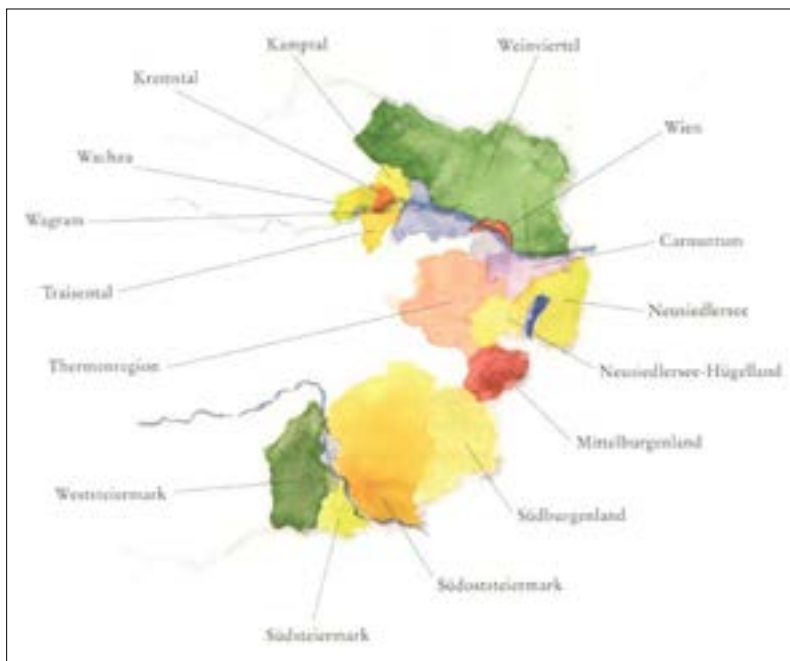 Kamptal
Weinviertel
Kremstal
Wien
Wachau
Wagram
Carnuntum
Traisental
Neusiedlersee
Thermenregion
Neusiedlersee-Hügelland
Mittelburgenland
Weststeiermark
Südburgenland
Südoststeiermark
Südsteiermark